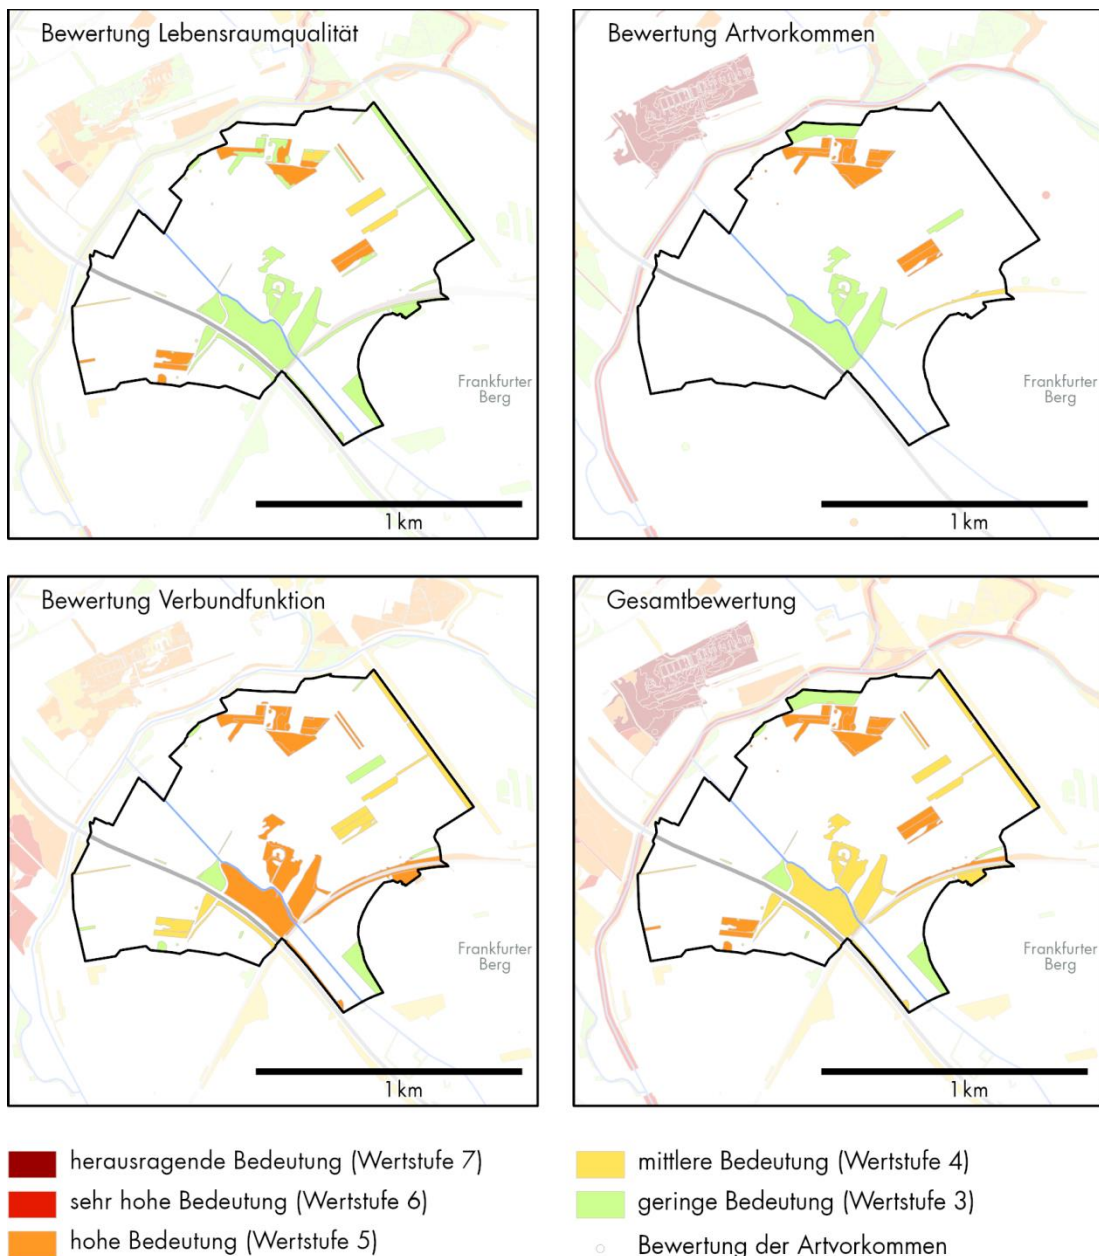 Bewertung Lebensraumqualität
Frankfurter
Berg
1 km
Bewertung Artvorkommen
Frankfurter
Berg
1 km
Bewertung Verbundfunktion
Frankfurter
Berg
1 km
Gesamtbewertung
Frankfurter
Berg
1 km
herausragende Bedeutung (Wertstufe 7)
sehr hohe Bedeutung (Wertstufe 6)
hohe Bedeutung (Wertstufe 5)
mittlere Bedeutung (Wertstufe 4)
geringe Bedeutung (Wertstufe 3)
Bewertung der Artvorkommen